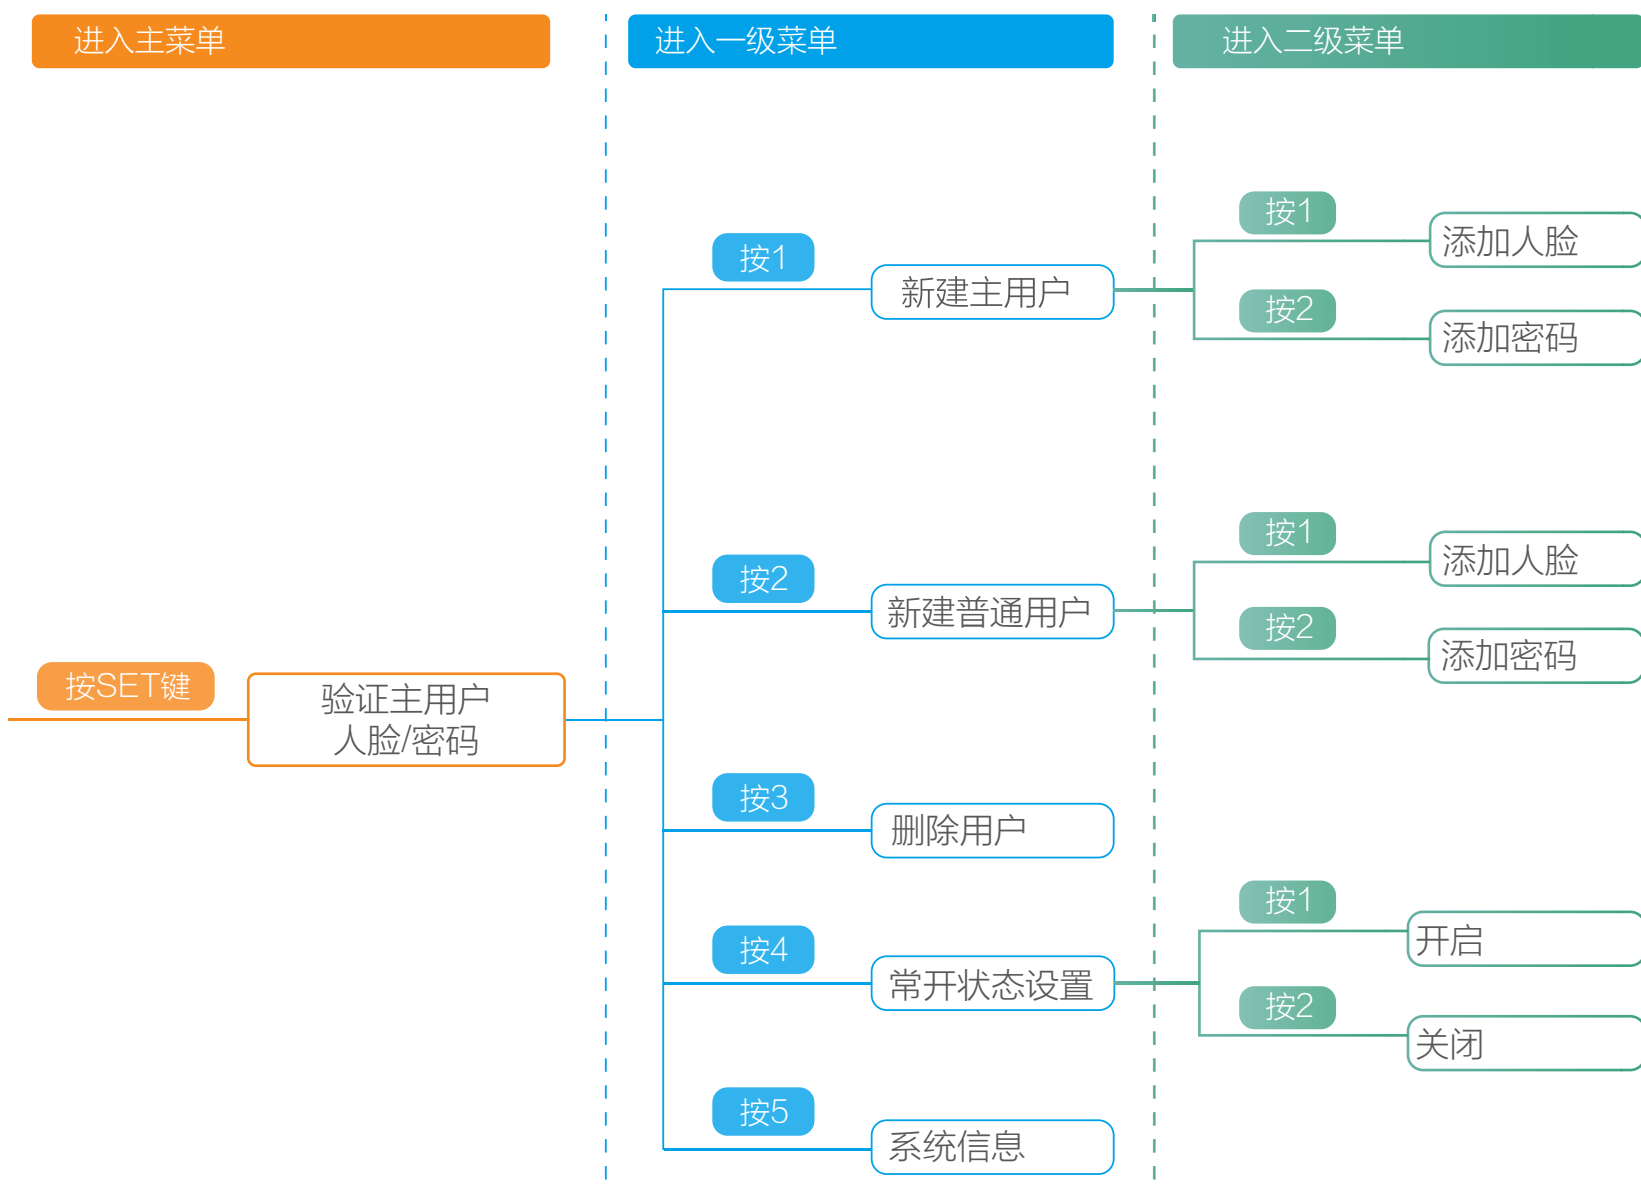 进入主菜单
进入一级菜单
进入二级菜单
按SET键
验证主用户
人脸/密码
按1
新建主用户
按1
添加人脸
按2
添加密码
按2
新建普通用户
按1
添加人脸
按2
添加密码
按3
删除用户
按4
常开状态设置
按1
开启
按2
关闭
按5
系统信息